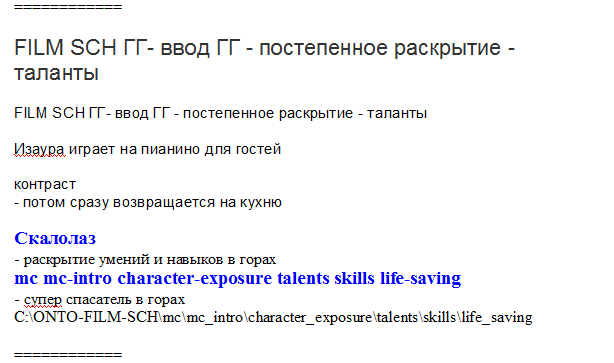 ============
FILM SCH ГГ- ввод ГГ - постепенное раскрытие -
таланты
FILM SCH ГГ- ввод ГГ - постепенное раскрытие - таланты
Изаура играет на пианино для гостей
контраст
- потом сразу возвращается на кухню
Скалолаз
- раскрытие умений и навыков в горах
mc mc-intro character-exposure talents skills life-saving
- супер спасатель в горах
C:\ONTO-FILM-SCH\mc\mc_intro\character_exposure\talents\skills\life_saving
============